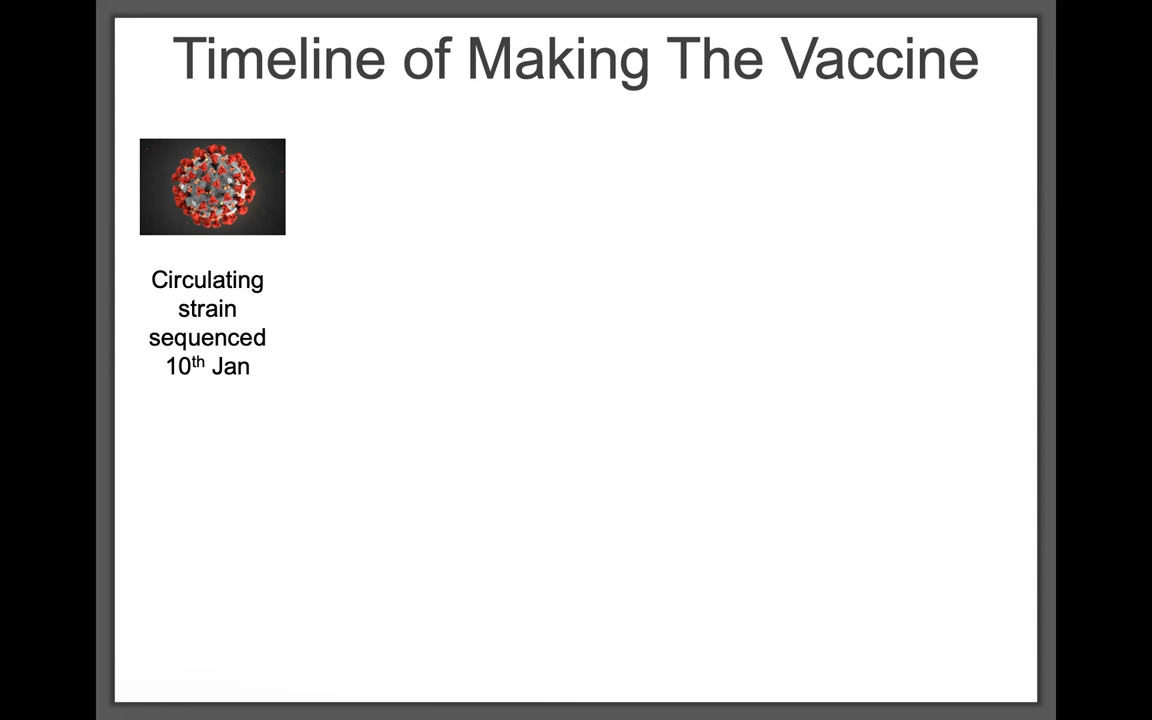 Timeline of Making The Vaccine
Circulating
strain
sequenced
10th Jan